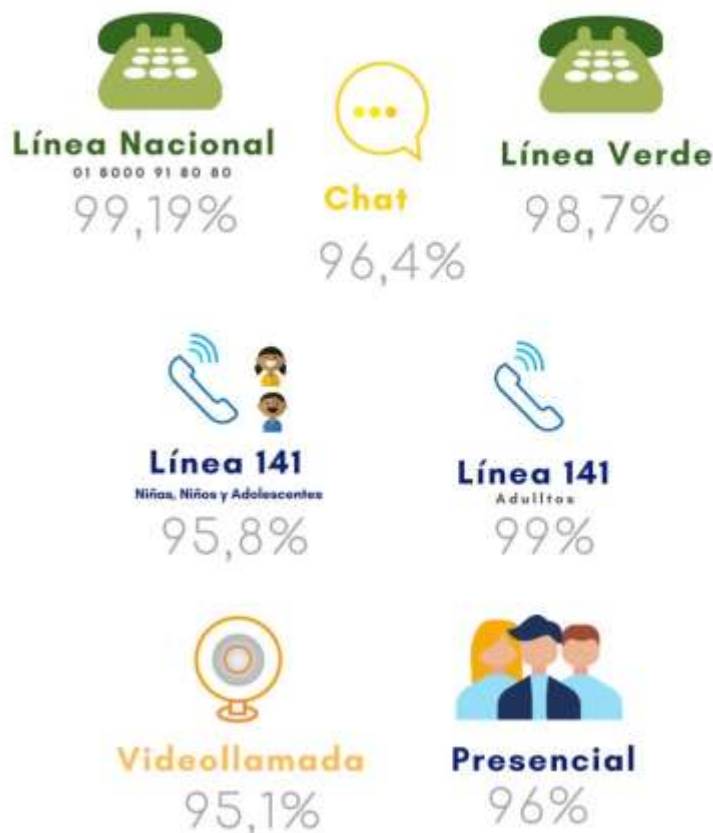 Línea Nacional
01 8000 91 80 80
99,19%
Chat
96,4%
Línea Verde
98,7%
Línea 141
Niñas, Niños y Adolescentes
95,8%
Línea 141
Adulltos
99%
Videollamada
95,1%
Presencial
96%